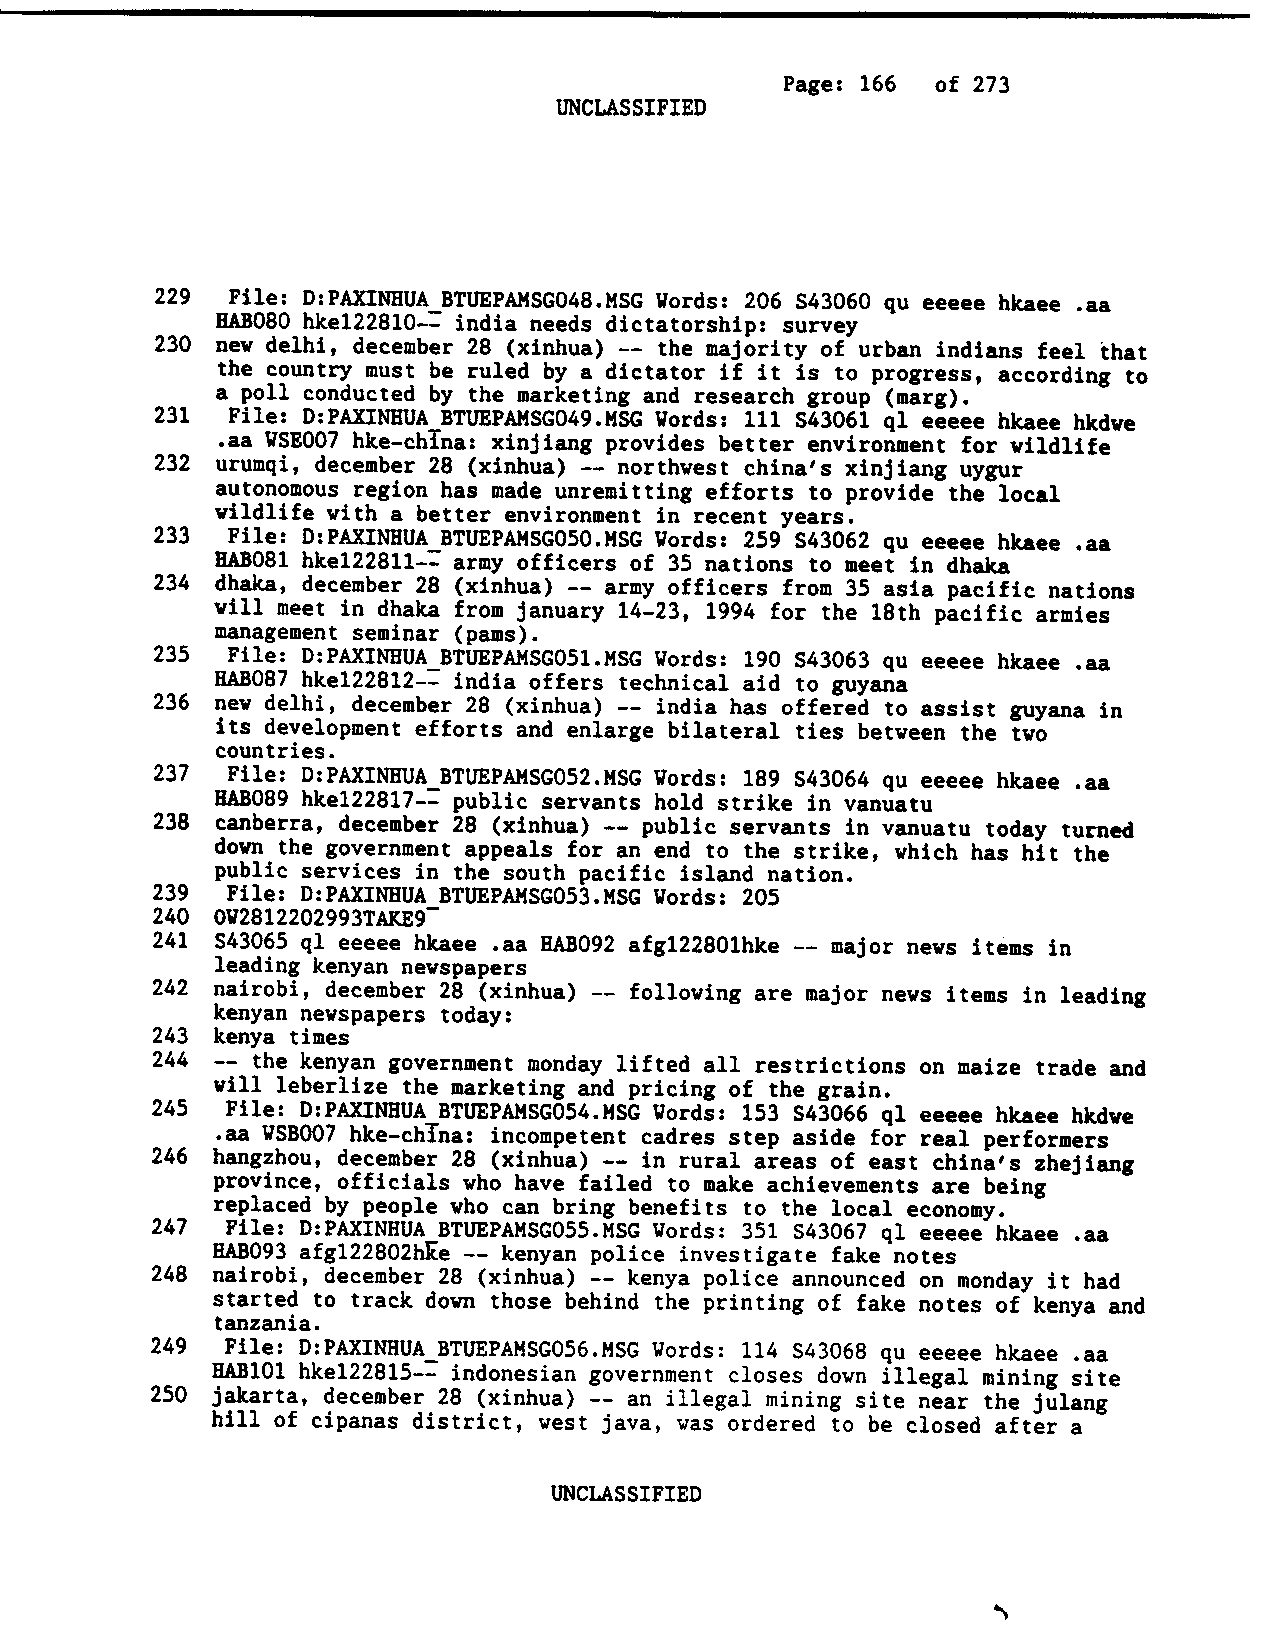 Page: 166 of 273
UNCLASSIFIED
229 File: D:PAXINHUA_BTUEPAMSG048.MSG Words: 206 S43060 qu eeeee hkaee .aa
HAB080 hke122810-- india needs dictatorship: survey
230 new delhi, december 28 (xinhua) -- the majority of urban indians feel that
the country must be ruled by a dictator if it is to progress, according to
a poll conducted by the marketing and research group (marg).
231 File: D:PAXINHUA_BTUEPAMSG049.MSG Words: 111 S43061 ql eeeee hkaee hkdwe
.aa WSE007 hke-china: xinjiang provides better environment for wildlife
232 urumqi, december 28 (xinhua) -- northwest china's xinjiang uygur
autonomous region has made unremitting efforts to provide the local
wildlife with a better environment in recent years.
233 File: D:PAXINHUA_BTUEPAMSG050.MSG Words: 259 S43062 qu eeeee hkaee .aa
HAB081 hke122811-- army officers of 35 nations to meet in dhaka
234 dhaka, december 28 (xinhua) -- army officers from 35 asia pacific nations
will meet in dhaka from january 14-23, 1994 for the 18th pacific armies
management seminar (pams).
235 File: D:PAXINHUA_BTUEPAMSG051.MSG Words: 190 S43063 qu eeeee hkaee .aa
HAB087 hke122812-- india offers technical aid to guyana
236 new delhi, december 28 (xinhua) -- india has offered to assist guyana in
its development efforts and enlarge bilateral ties between the two
countries.
237 File: D:PAXINHUA_BTUEPAMSG052.MSG Words: 189 S43064 qu eeeee hkaee .aa
HAB089 hke122817-- public servants hold strike in vanuatu
238 canberra, december 28 (xinhua) -- public servants in vanuatu today turned
down the government appeals for an end to the strike, which has hit the
public services in the south pacific island nation.
239 File: D:PAXINHUA_BTUEPAMSG053.MSG Words: 205
240 OW2812202993TAKE9
241 S43065 ql eeeee hkaee .aa HAB092 afg122801hke -- major news items in
leading kenyan newspapers
242 nairobi, december 28 (xinhua) -- following are major news items in leading
kenyan newspapers today:
243 kenya times
244 -- the kenyan government monday lifted all restrictions on maize trade and
will leberlize the marketing and pricing of the grain.
245 File: D:PAXINHUA_BTUEPAMSG054.MSG Words: 153 S43066 ql eeeee hkaee hkdwe
.aa WSB007 hke-china: incompetent cadres step aside for real performers
246 hangzhou, december 28 (xinhua) -- in rural areas of east china's zhejiang
province, officials who have failed to make achievements are being
replaced by people who can bring benefits to the local economy.
247 File: D:PAXINHUA_BTUEPAMSG055.MSG Words: 351 S43067 ql eeeee hkaee .aa
HAB093 afg122802hke -- kenyan police investigate fake notes
248 nairobi, december 28 (xinhua) -- kenya police announced on monday it had
started to track down those behind the printing of fake notes of kenya and
tanzania.
249 File: D:PAXINHUA_BTUEPAMSG056.MSG Words: 114 S43068 qu eeeee hkaee .aa
HAB101 hke122815-- indonesian government closes down illegal mining site
250 jakarta, december 28 (xinhua) -- an illegal mining site near the julang
hill of cipanas district, west java, was ordered to be closed after a
UNCLASSIFIED